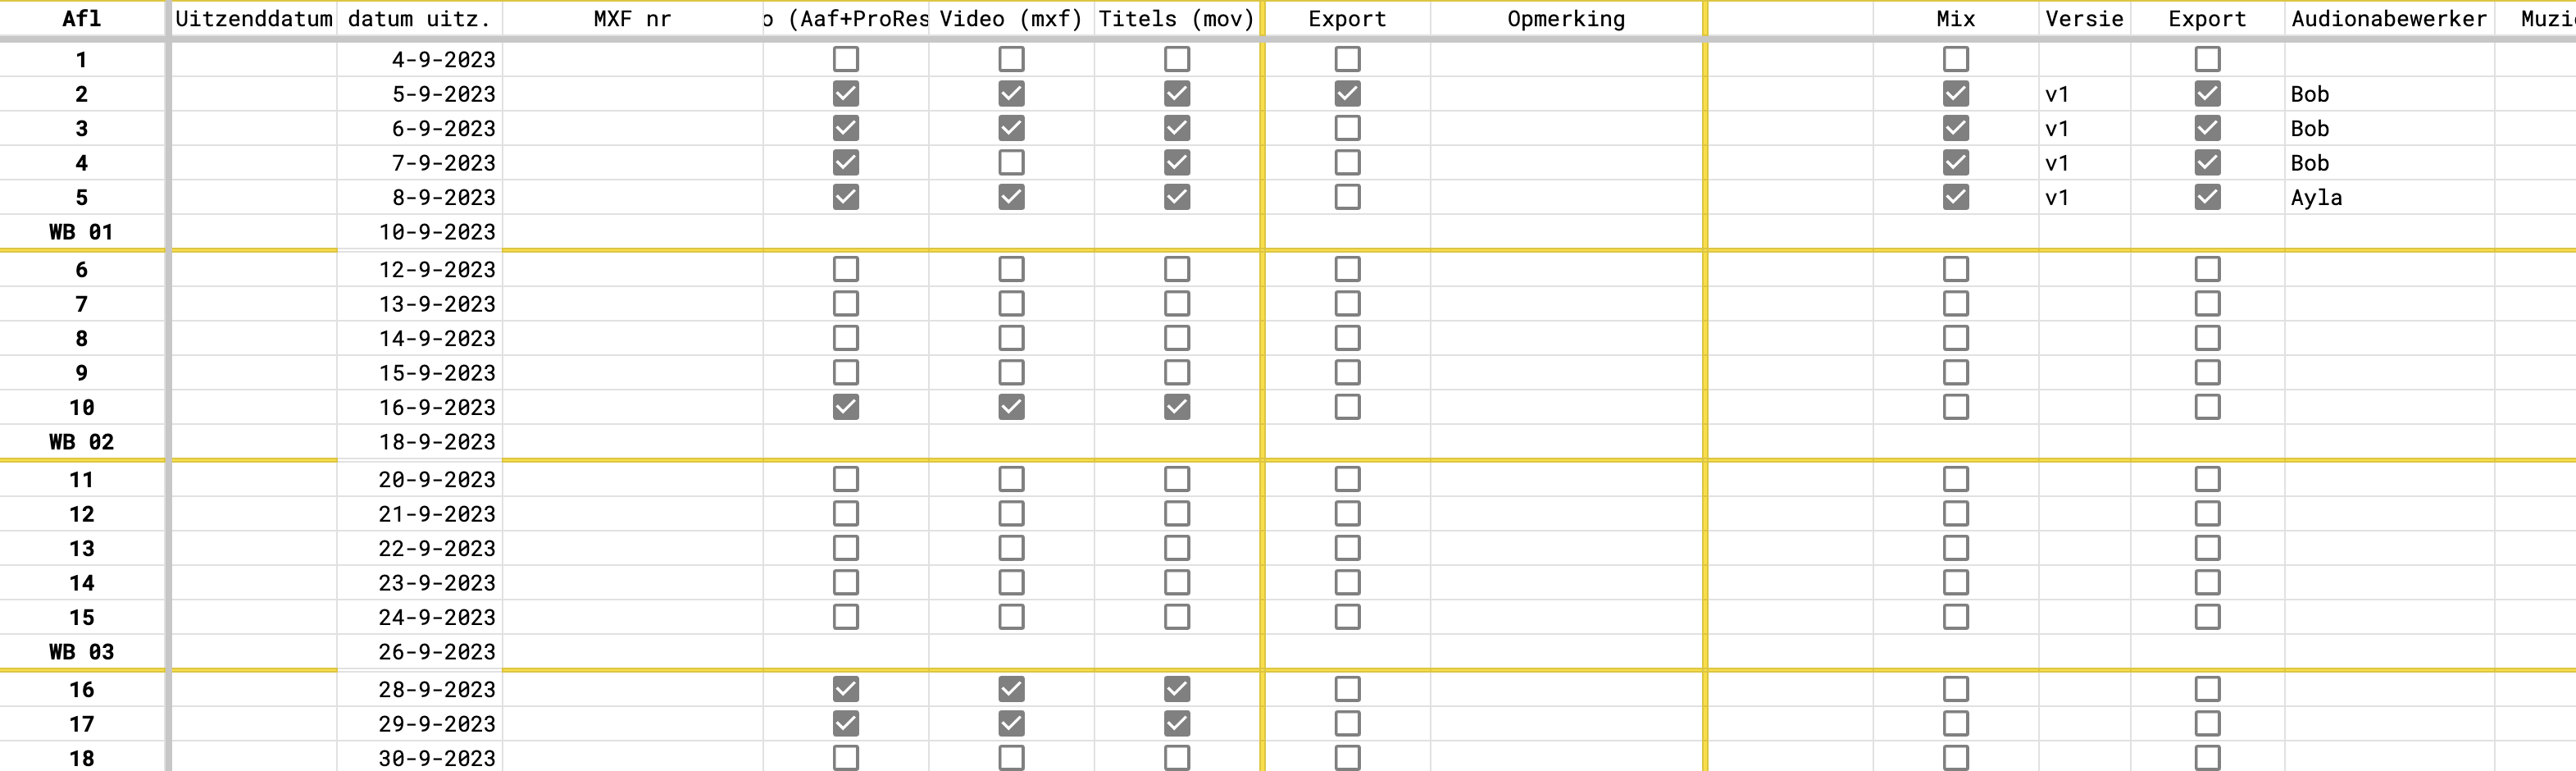 Afl Uitzenddatum datum uitz. MXF nr o (Aaf+ProRes Video (mxf) Titels (mov) Export Opmerking Mix Versie Export Audionabewerker Muzi
1 4-9-2023
2 5-9-2023 v1 Bob
3 6-9-2023 v1 Bob
4 7-9-2023 v1 Bob
5 8-9-2023 v1 Ayla
WB 01 10-9-2023
6 12-9-2023
7 13-9-2023
8 14-9-2023
9 15-9-2023
10 16-9-2023
WB 02 18-9-2023
11 20-9-2023
12 21-9-2023
13 22-9-2023
14 23-9-2023
15 24-9-2023
WB 03 26-9-2023
16 28-9-2023
17 29-9-2023
18 30-9-2023